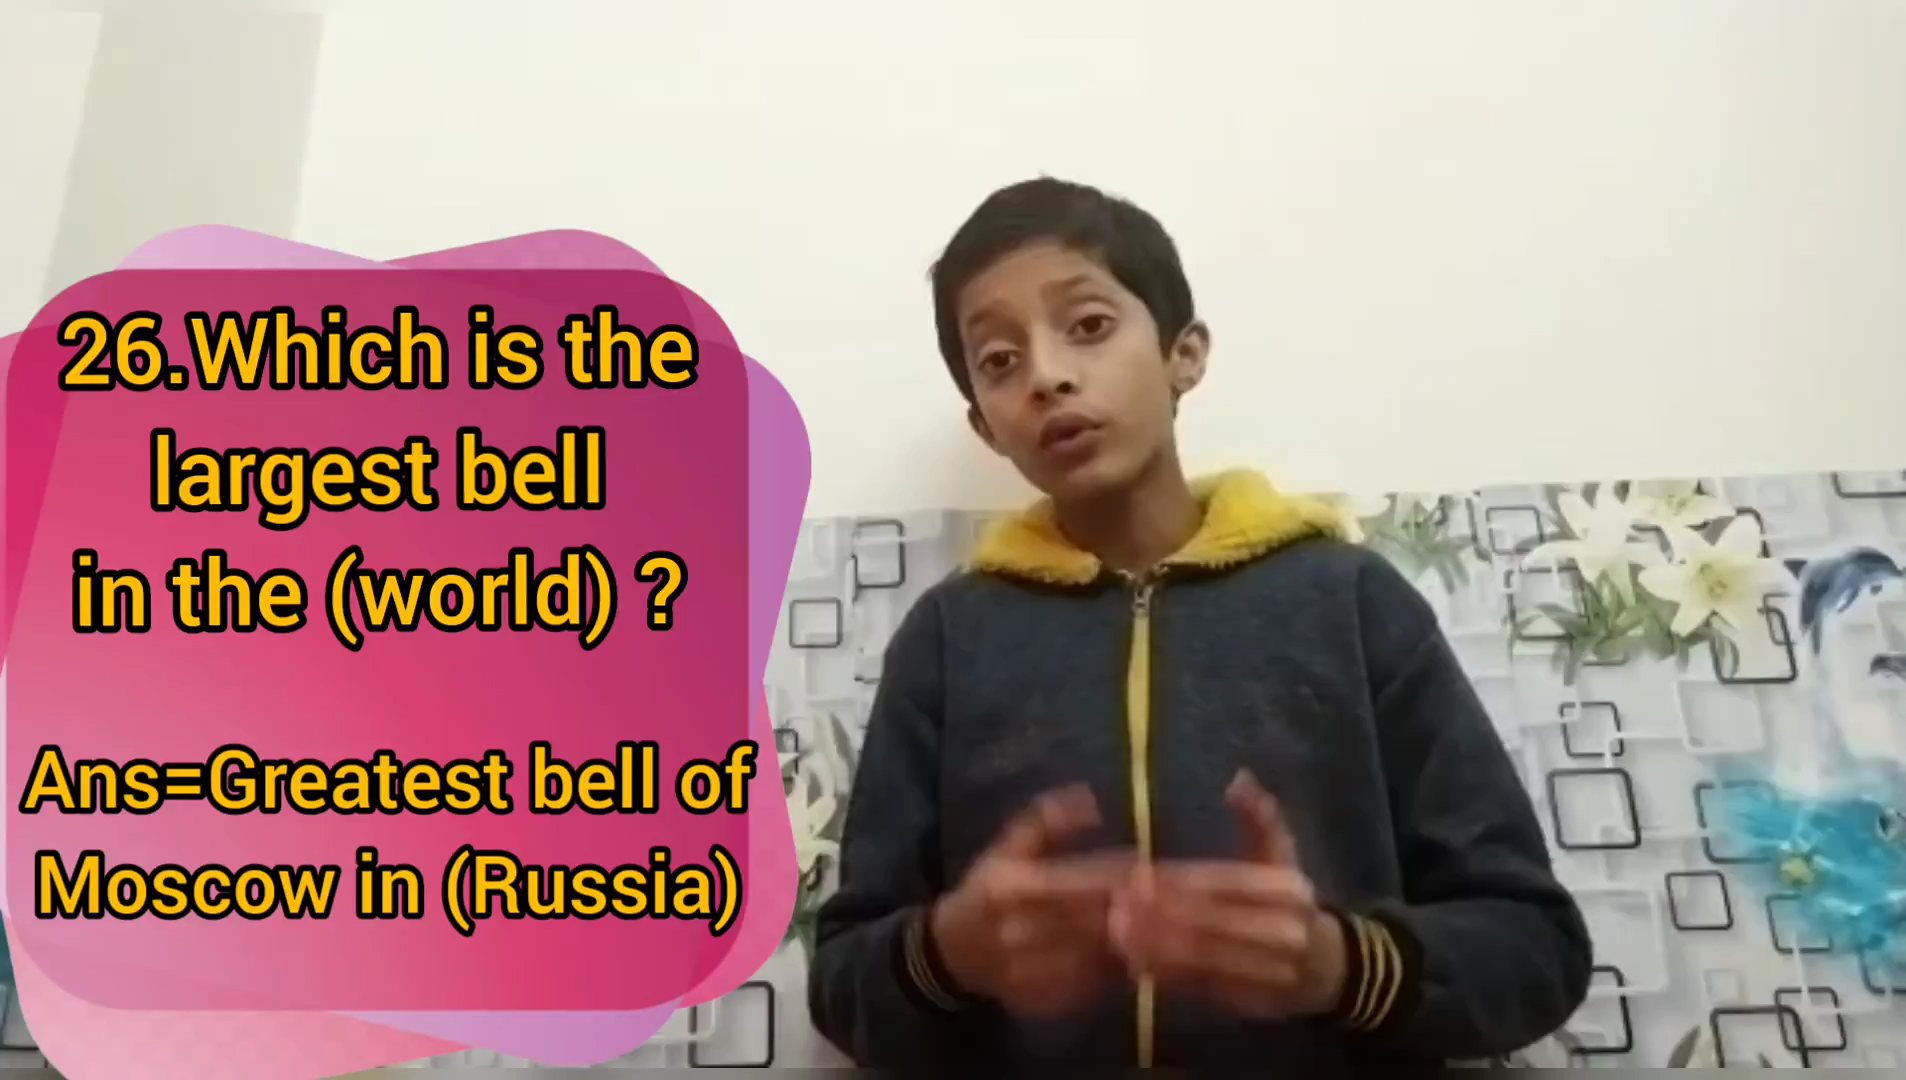 26.Which is the
largest bell
in the (world) ?
Ans=Greatest bell of
Moscow in (Russia)